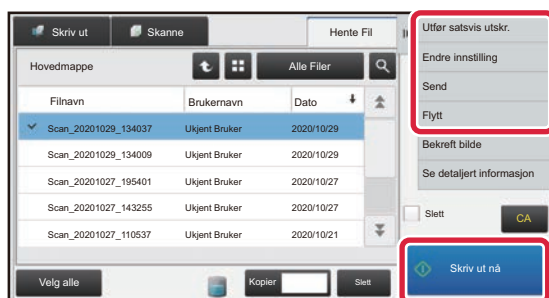 Skriv ut
Skanne
Hente Fil
Hovedmappe
Alle Filer
Filnavn Brukernavn Dato
Scan_20201029_134037 Ukjent Bruker 2020/10/29
Scan_20201029_134009 Ukjent Bruker 2020/10/29
Scan_20201027_195401 Ukjent Bruker 2020/10/27
Scan_20201027_143255 Ukjent Bruker 2020/10/27
Scan_20201027_110537 Ukjent Bruker 2020/10/21
Velg alle
Kopier
Slett
Utfør satsvis utskr.
Endre innstilling
Send
Flytt
Bekreft bilde
Se detaljert informasjon
Slett
CA
Skriv ut nå